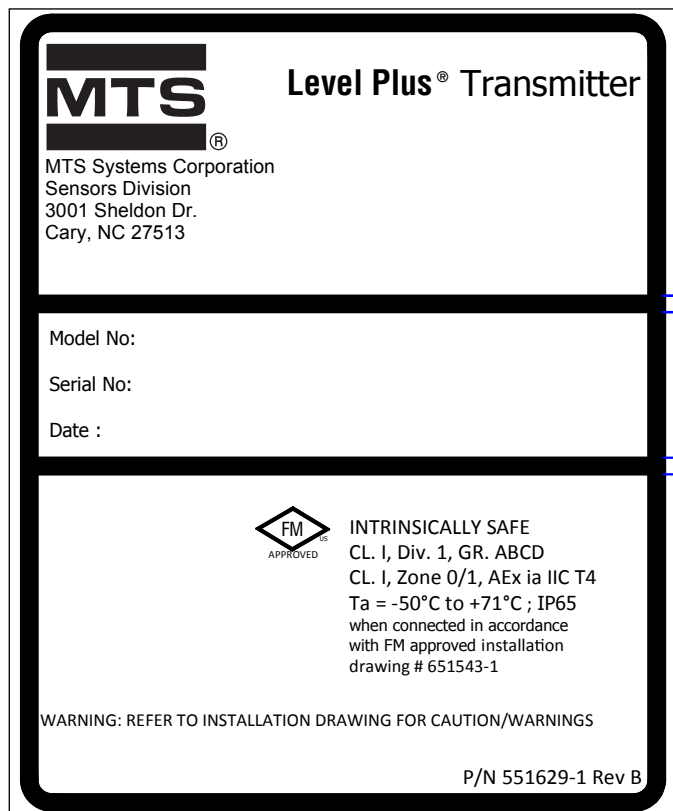 MTS®
Level Plus® Transmitter
MTS Systems Corporation
Sensors Division
3001 Sheldon Dr.
Cary, NC 27513
Model No:
Serial No:
Date :
FM
US
APPROVED
INTRINSICALLY SAFE
CL. I, Div. 1, GR. ABCD
CL. I, Zone 0/1, AEx ia IIC T4
Ta = -50°C to +71°C ; IP65
when connected in accordance
with FM approved installation
drawing # 651543-1
WARNING: REFER TO INSTALLATION DRAWING FOR CAUTION/WARNINGS
P/N 551629-1 Rev B